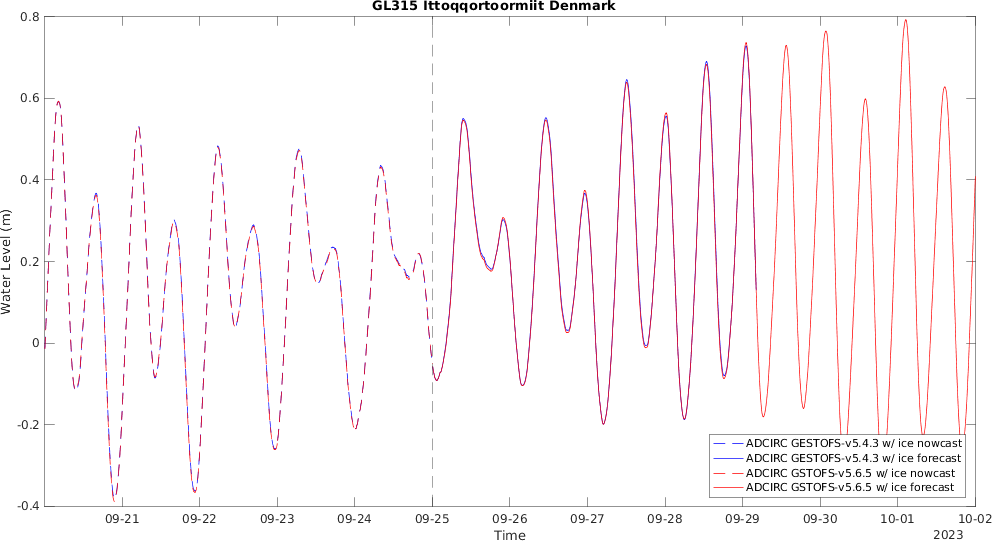 GL315 Ittoqqortoormiit Denmark
0.8
0.6
0.4
0.2
0
-0.2
-0.4
Water Level (m)
09-21
09-22
09-23
09-24
09-25
09-26
09-27
09-28
09-29
09-30
10-01
10-02
2023
Time
ADCIRC GESTOFS-v5.4.3 w/ ice nowcast
ADCIRC GESTOFS-v5.4.3 w/ ice forecast
ADCIRC GSTOFS-v5.6.5 w/ ice nowcast
ADCIRC GSTOFS-v5.6.5 w/ ice forecast